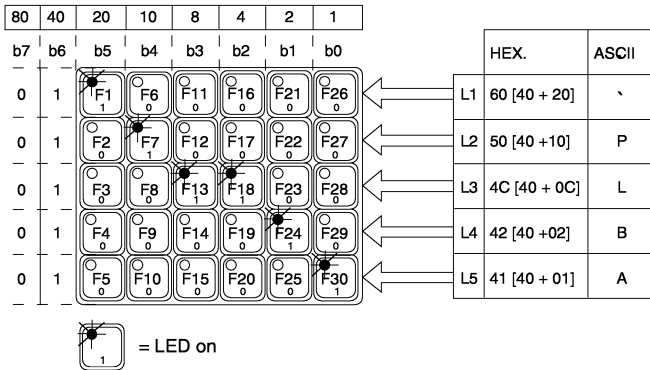 80 40 20 10 8 4 2 1
b7 b6 b5 b4 b3 b2 b1 b0 HEX. ASCII
0 1 F1 F6 F11 F16 F21 F26 L1 60 [40 + 20] `
1 0 0 0 0 0
0 1 F2 F7 F12 F17 F22 F27 L2 50 [40 +10] P
0 1 0 0 0 0
0 1 F3 F8 F13 F18 F23 F28 L3 4C [40 + 0C] L
0 0 1 1 0 0
0 1 F4 F9 F14 F19 F24 F29 L4 42 [40 +02] B
0 0 0 0 1 0
0 1 F5 F10 F15 F20 F25 F30 L5 41 [40 + 01] A
0 0 0 0 0 1
1 = LED on